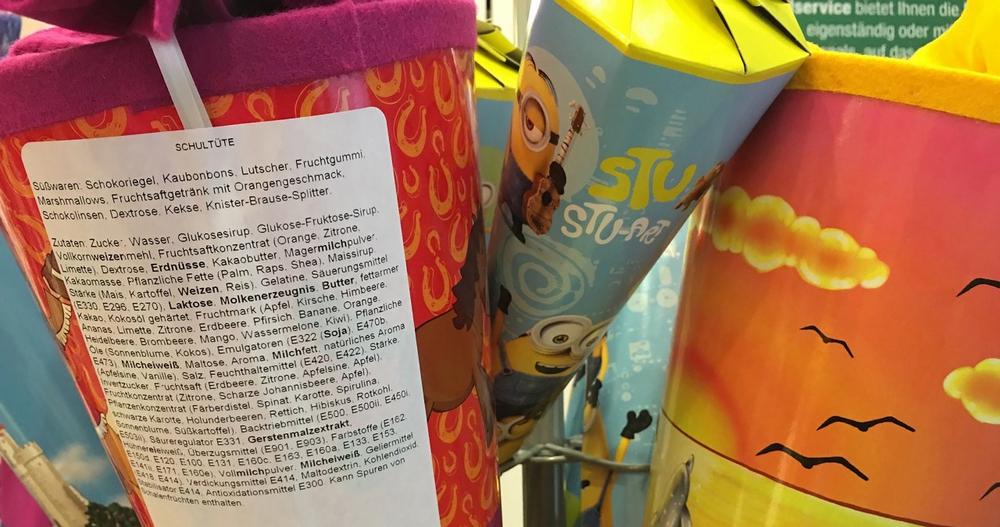 SCHULTÜTE
Süßwaren: Schokoriegel, Kaubonbons, Lutscher, Fruchtgummi,
Marshmallows, Fruchtsaftgetränk mit Orangengeschmack,
Schokolinsen, Dextrose, Kekse, Knister-Brause-Splitter.
Zutaten: Zucker, Wasser, Glukosesirup, Glukose-Fruktose-Sirup,
Vollkornweizenmehl, Fruchtsaftkonzentrat (Orange, Zitrone,
Limette), Dextrose, Erdnüsse, Kakaobutter, Magermilchpulver,
Kakaomasse, Pflanzliche Fette (Palm, Raps, Shea), Maissirup,
Stärke (Mais, Kartoffel, Weizen, Reis), Gelatine, Säuerungsmittel
(E330, E296, E270), Laktose, Molkenerzeugnis, Butter, fettarmer
Kakao, Kokosöl gehärtet, Fruchtmark (Apfel, Kirsche, Himbeere,
Ananas, Limette, Zitrone, Erdbeere, Pfirsich, Banane, Orange,
Heidelbeere, Brombeere, Mango, Wassermelone, Kiwi), Pflanzliche
Öle (Sonnenblume, Kokos), Emulgatoren (E322 (Soja), E470b,
E473), Milcheiweiß, Maltose, Aroma, Milchfett, natürliches Aroma
(Apfelsine, Vanille), Salz, Feuchthaltemittel (E420, E422), Stärke,
Invertzucker, Fruchtsaft (Erdbeere, Zitrone, Apfelsine, Apfel),
Fruchtkonzentrat (Zitrone, Scharze Johannisbeere, Apfel),
Pflanzenkonzentrat (Färberdistel, Spinat, Karotte, Spirulina,
schwarze Karotte, Holunderbeeren, Rettich, Hibiskus, Rotkohl,
Sonnenblume, Süßkartoffel), Backtriebmittel (E500, E500ii, E450i,
E503ii), Säureregulator E331, Gerstenmalzextrakt,
Hühnereiweiß, Überzugsmittel (E901, E903), Farbstoffe (E162,
E150d, E120, E100, E131, E160c, E163, E160a, E133, E153,
E141ii, E171, E160e), Vollmilchpulver, Milcheiweiß, Geliermittel
(E418, E414), Verdickungsmittel E414, Maltodextrin, Kohlendioxid,
Stabilisator E414, Antioxidationsmittel E300. Kann Spuren von
Schalenfrüchten enthalten.
STU
STU-ART
service bietet Ihnen die
eigenständig oder mi
auf das